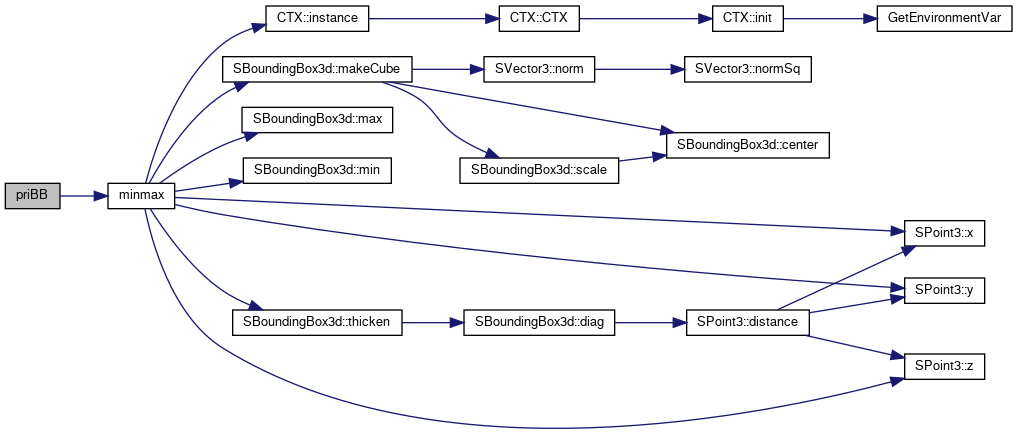 CTX::instance
CTX::CTX
CTX::init
GetEnvironmentVar
SBoundingBox3d::makeCube
SVector3::norm
SVector3::normSq
SBoundingBox3d::max
SBoundingBox3d::center
SBoundingBox3d::min
SBoundingBox3d::scale
priBB
minmax
SPoint3::x
SPoint3::y
SBoundingBox3d::thicken
SBoundingBox3d::diag
SPoint3::distance
SPoint3::z